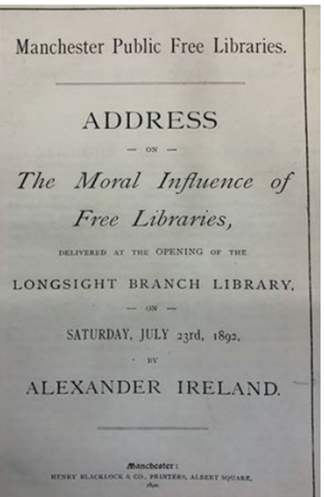 Manchester Public Free Libraries.
ADDRESS
— ON —
The Moral Influence of
Free Libraries,
DELIVERED AT THE OPENING OF THE
LONGSIGHT BRANCH LIBRARY,
— ON —
SATURDAY, JULY 23rd, 1892,
BY
ALEXANDER IRELAND.
Manchester:
HENRY BLACKLOCK & CO., PRINTERS, ALBERT SQUARE,